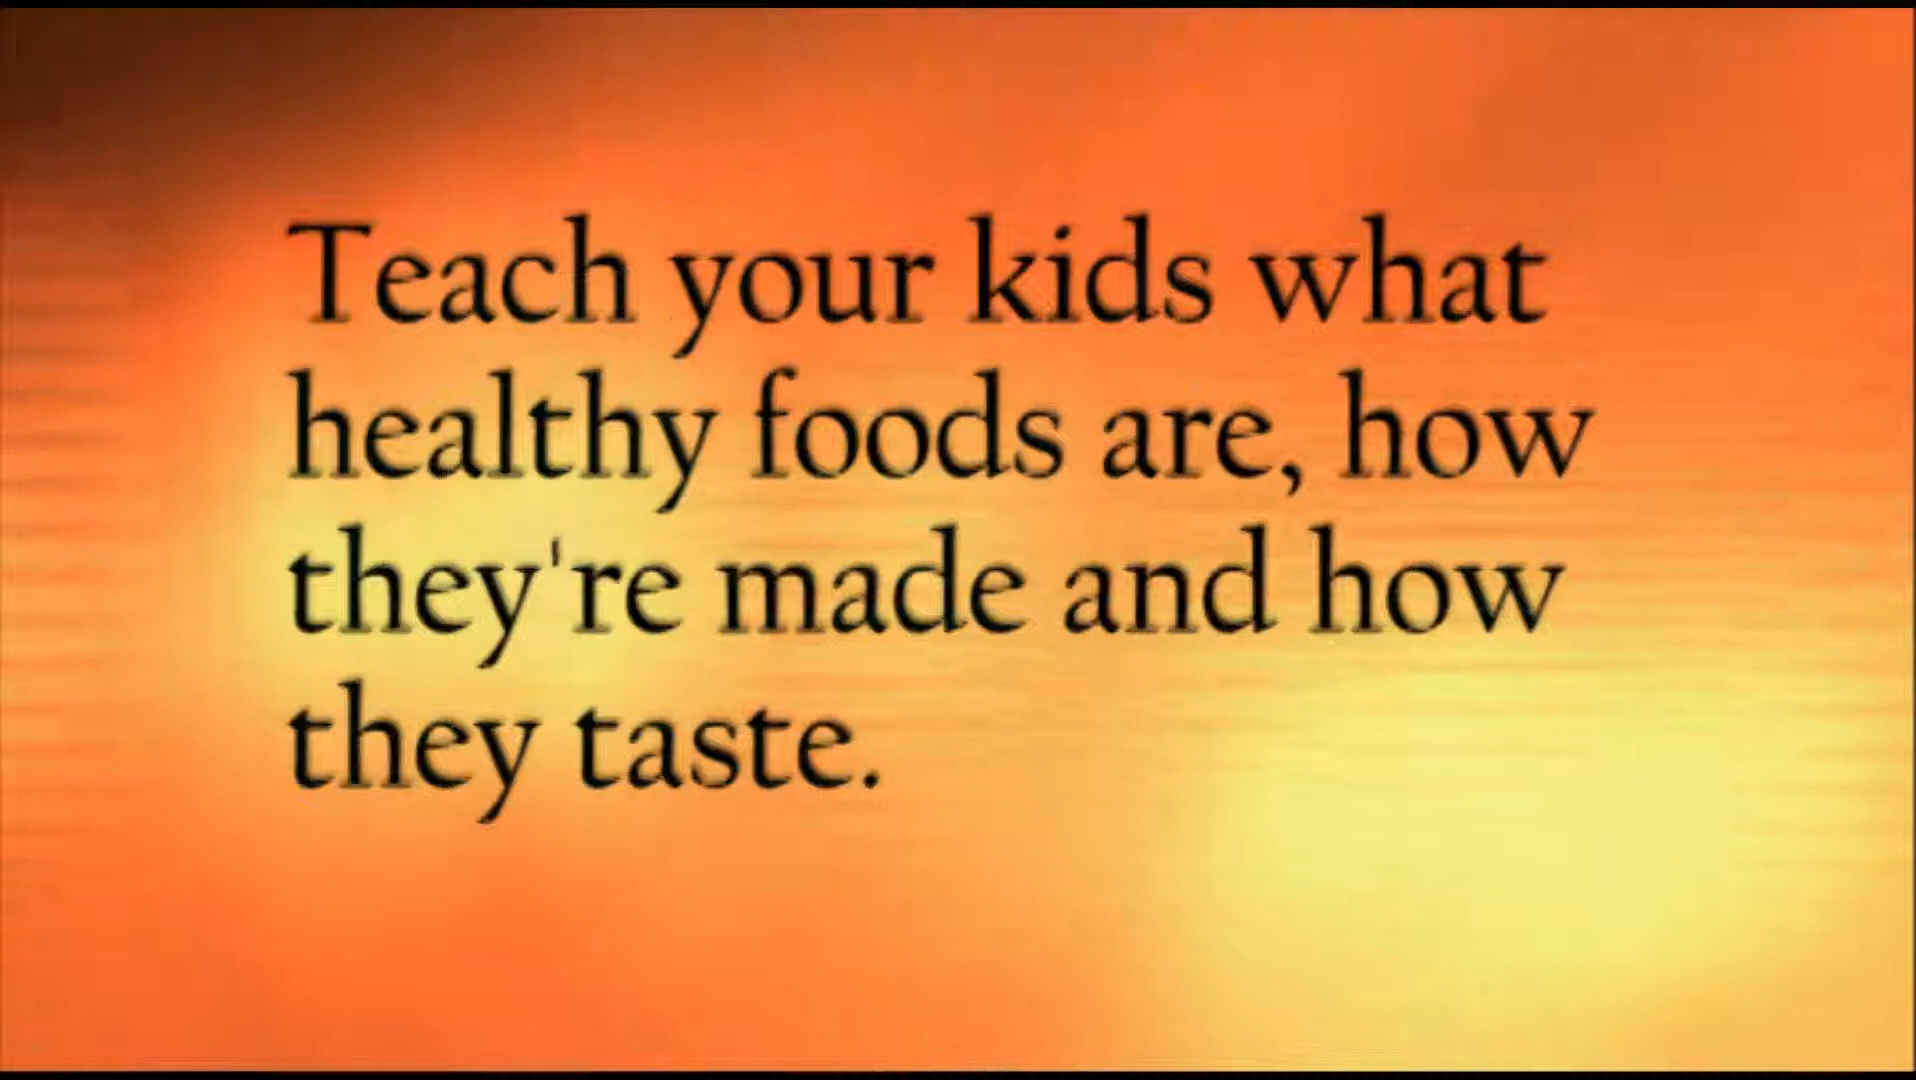 Teach your kids what
healthy foods are, how
they're made and how
they taste.